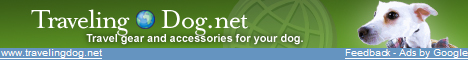 Traveling Dog.net
Travel gear and accessories for your dog.
www.travelingdog.net Feedback - Ads by Google